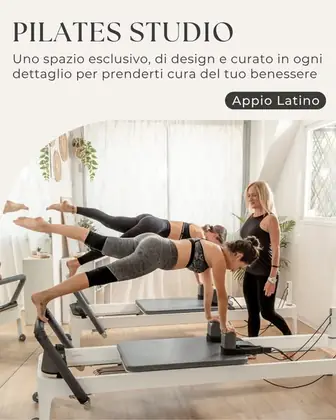 PILATES STUDIO
Uno spazio esclusivo, di design e curato in ogni
dettaglio per prenderti cura del tuo benessere
Appio Latino